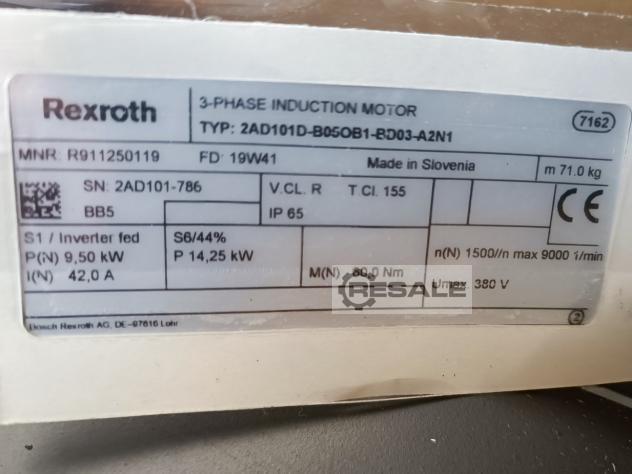 Rexroth
3-PHASE INDUCTION MOTOR
TYP: 2AD101D-B05OB1-BD03-A2N1
7162
MNR: R911250119 FD: 19W41 Made in Slovenia m 71.0 kg
SN: 2AD101-786 V.CL. R T.Cl. 155
BB5 IP 65 CE
S1 / Inverter fed S6/44%
P(N) 9,50 kW P 14,25 kW n(N) 1500//n max 9000 1/min
I(N) 42,0 A M(N) 60,0 Nm Umax. 380 V
RESALE
Bosch Rexroth AG, DE-97816 Lohr 2